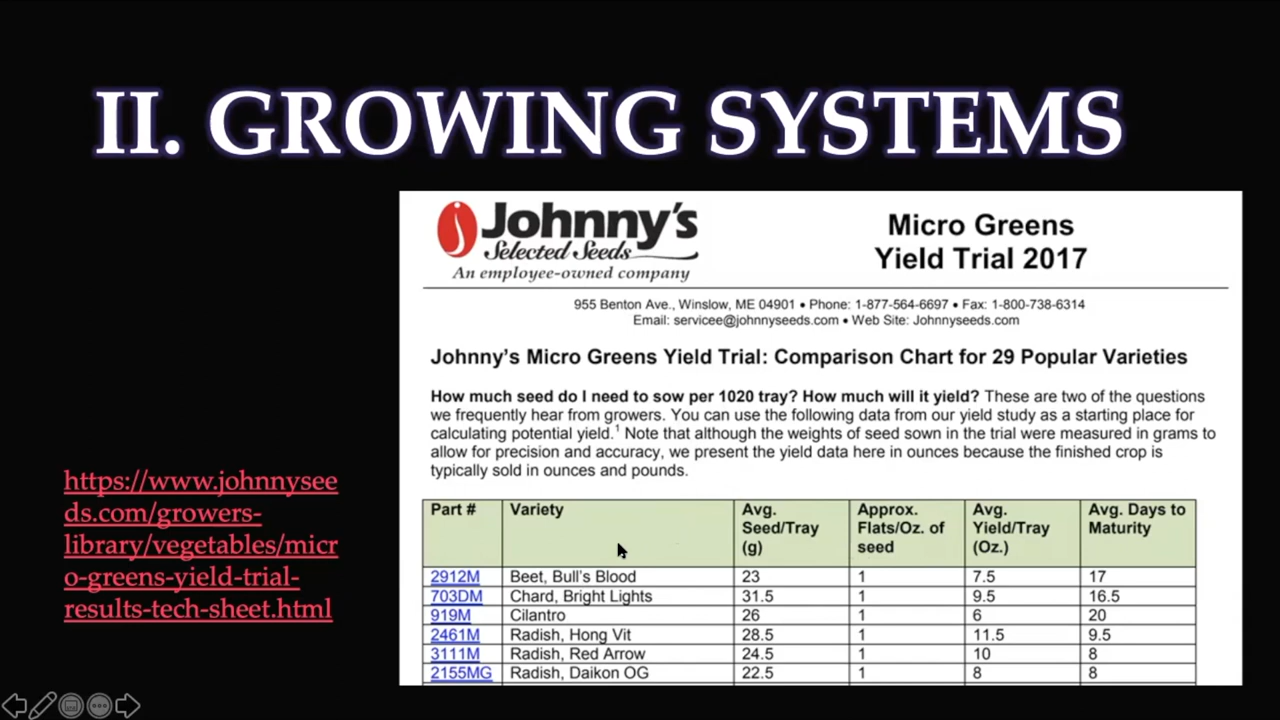 II. GROWING SYSTEMS
Johnny's
Selected Seeds
An employee-owned company
Micro Greens
Yield Trial 2017
955 Benton Ave., Winslow, ME 04901 • Phone: 1-877-564-6697 • Fax: 1-800-738-6314
Email: servicee@johnnyseeds.com • Web Site: Johnnyseeds.com
Johnny's Micro Greens Yield Trial: Comparison Chart for 29 Popular Varieties
How much seed do I need to sow per 1020 tray? How much will it yield? These are two of the questions
we frequently hear from growers. You can use the following data from our yield study as a starting place for
calculating potential yield.¹ Note that although the weights of seed sown in the trial were measured in grams to
allow for precision and accuracy, we present the yield data here in ounces because the finished crop is
typically sold in ounces and pounds.
https://www.johnnysee
ds.com/growers-
library/vegetables/micr
o-greens-yield-trial-
results-tech-sheet.html
Part # Variety Avg. Approx. Avg. Avg. Days to
Seed/Tray Flats/Oz. of Yield/Tray Maturity
(g) seed (Oz.)
2912M Beet, Bull's Blood 23 1 7.5 17
703DM Chard, Bright Lights 31.5 1 9.5 16.5
919M Cilantro 26 1 6 20
2461M Radish, Hong Vit 28.5 1 11.5 9.5
3111M Radish, Red Arrow 24.5 1 10 8
2155MG Radish, Daikon OG 22.5 1 8 8